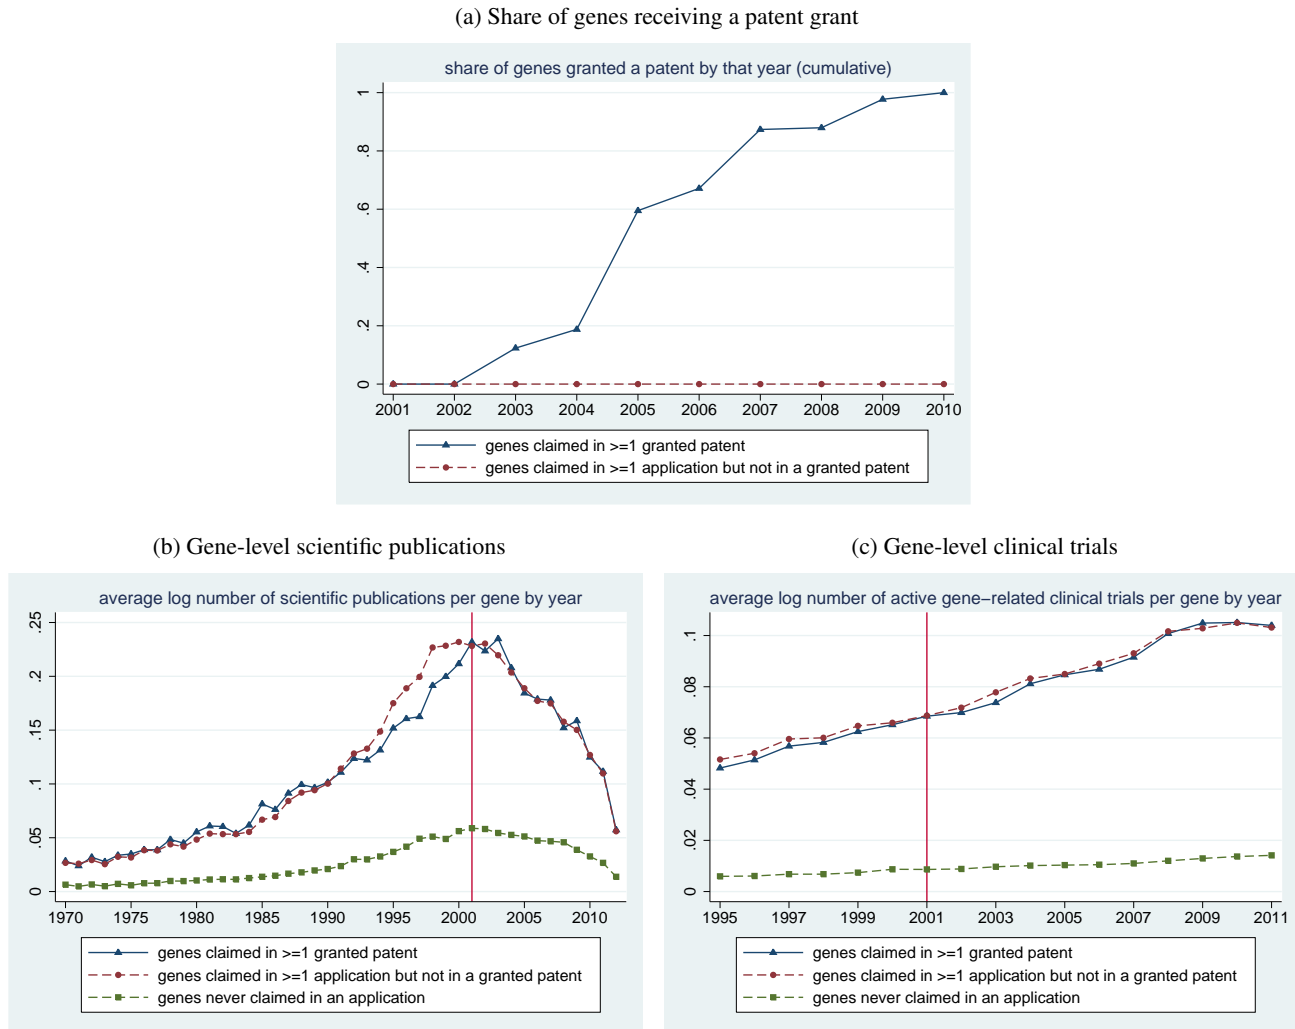 (a) Share of genes receiving a patent grant
share of genes granted a patent by that year (cumulative)
1
.8
.6
.4
.2
0
2001 2002 2003 2004 2005 2006 2007 2008 2009 2010
genes claimed in >=1 granted patent
genes claimed in >=1 application but not in a granted patent
(b) Gene-level scientific publications
average log number of scientific publications per gene by year
.25
.2
.15
.1
.05
0
1970 1975 1980 1985 1990 1995 2000 2005 2010
genes claimed in >=1 granted patent
genes claimed in >=1 application but not in a granted patent
genes never claimed in an application
(c) Gene-level clinical trials
average log number of active gene−related clinical trials per gene by year
.1
.08
.06
.04
.02
0
1995 1997 1999 2001 2003 2005 2007 2009 2011
genes claimed in >=1 granted patent
genes claimed in >=1 application but not in a granted patent
genes never claimed in an application